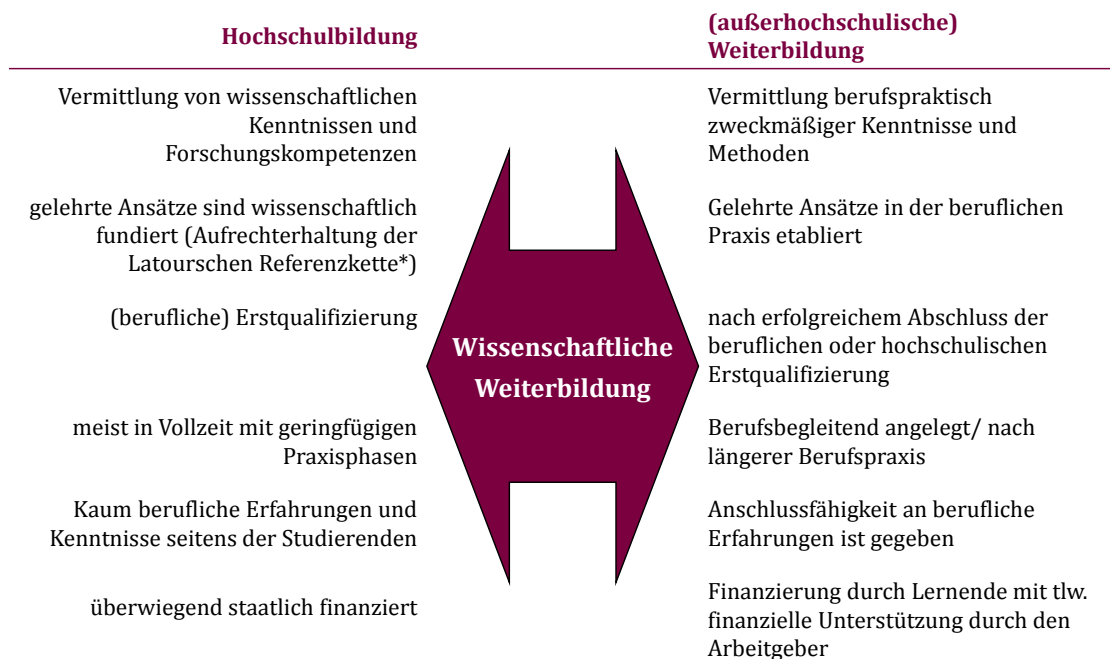 Hochschulbildung
(außerhochschulische)
Weiterbildung
Vermittlung von wissenschaftlichen
Kenntnissen und
Forschungskompetenzen
Vermittlung berufspraktisch
zweckmäßiger Kenntnisse und
Methoden
gelehrte Ansätze sind wissenschaftlich
fundiert (Aufrechterhaltung der
Latourschen Referenzkette*)
Gelehrte Ansätze in der beruflichen
Praxis etabliert
(berufliche) Erstqualifizierung
nach erfolgreichem Abschluss der
beruflichen oder hochschulischen
Erstqualifizierung
Wissenschaftliche
Weiterbildung
meist in Vollzeit mit geringfügigen
Praxisphasen
Berufsbegleitend angelegt/ nach
längerer Berufspraxis
Kaum berufliche Erfahrungen und
Kenntnisse seitens der Studierenden
Anschlussfähigkeit an berufliche
Erfahrungen ist gegeben
überwiegend staatlich finanziert
Finanzierung durch Lernende mit tlw.
finanzielle Unterstützung durch den
Arbeitgeber